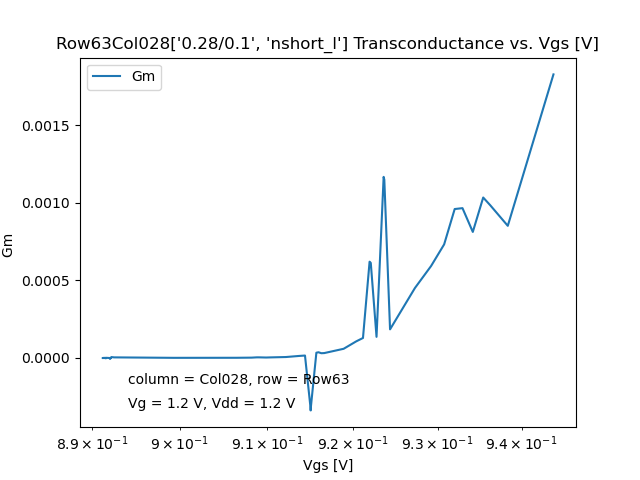 Row63Col028['0.28/0.1', 'nshort_l'] Transconductance vs. Vgs [V]
Gm
0.0015
0.0010
0.0005
0.0000
Gm
column = Col028, row = Row63
Vg = 1.2 V, Vdd = 1.2 V
8.9 × 10⁻¹ 9 × 10⁻¹ 9.1 × 10⁻¹ 9.2 × 10⁻¹ 9.3 × 10⁻¹ 9.4 × 10⁻¹
Vgs [V]